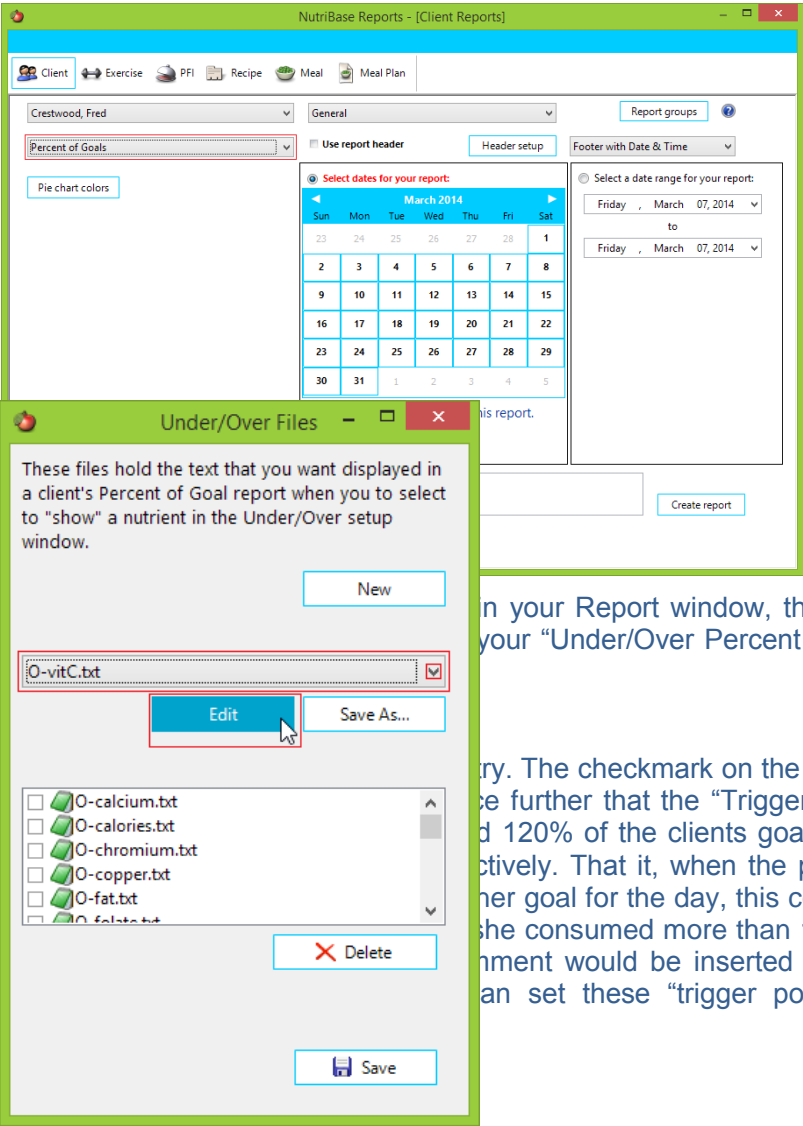 NutriBase Reports - [Client Reports]
Client Exercise PFI Recipe Meal Meal Plan
Crestwood, Fred General Report groups
Percent of Goals Use report header Header setup Footer with Date & Time
Pie chart colors
Select dates for your report:
March 2014
Sun Mon Tue Wed Thu Fri Sat
23 24 25 26 27 28 1
2 3 4 5 6 7 8
9 10 11 12 13 14 15
16 17 18 19 20 21 22
23 24 25 26 27 28 29
30 31 1 2 3 4 5
his report.
Select a date range for your report:
Friday , March 07, 2014
to
Friday , March 07, 2014
Create report
Under/Over Files
These files hold the text that you want displayed in
a client's Percent of Goal report when you to select
to "show" a nutrient in the Under/Over setup
window.
New
O-vitC.txt
Edit Save As...
O-calcium.txt
O-calories.txt
O-chromium.txt
O-copper.txt
O-fat.txt
O-folate.txt
Delete
Save
in your Report window, th
your “Under/Over Percent
try. The checkmark on the
ce further that the “Trigger
d 120% of the clients goa
ctively. That it, when the p
her goal for the day, this c
she consumed more than
mment would be inserted
an set these “trigger po